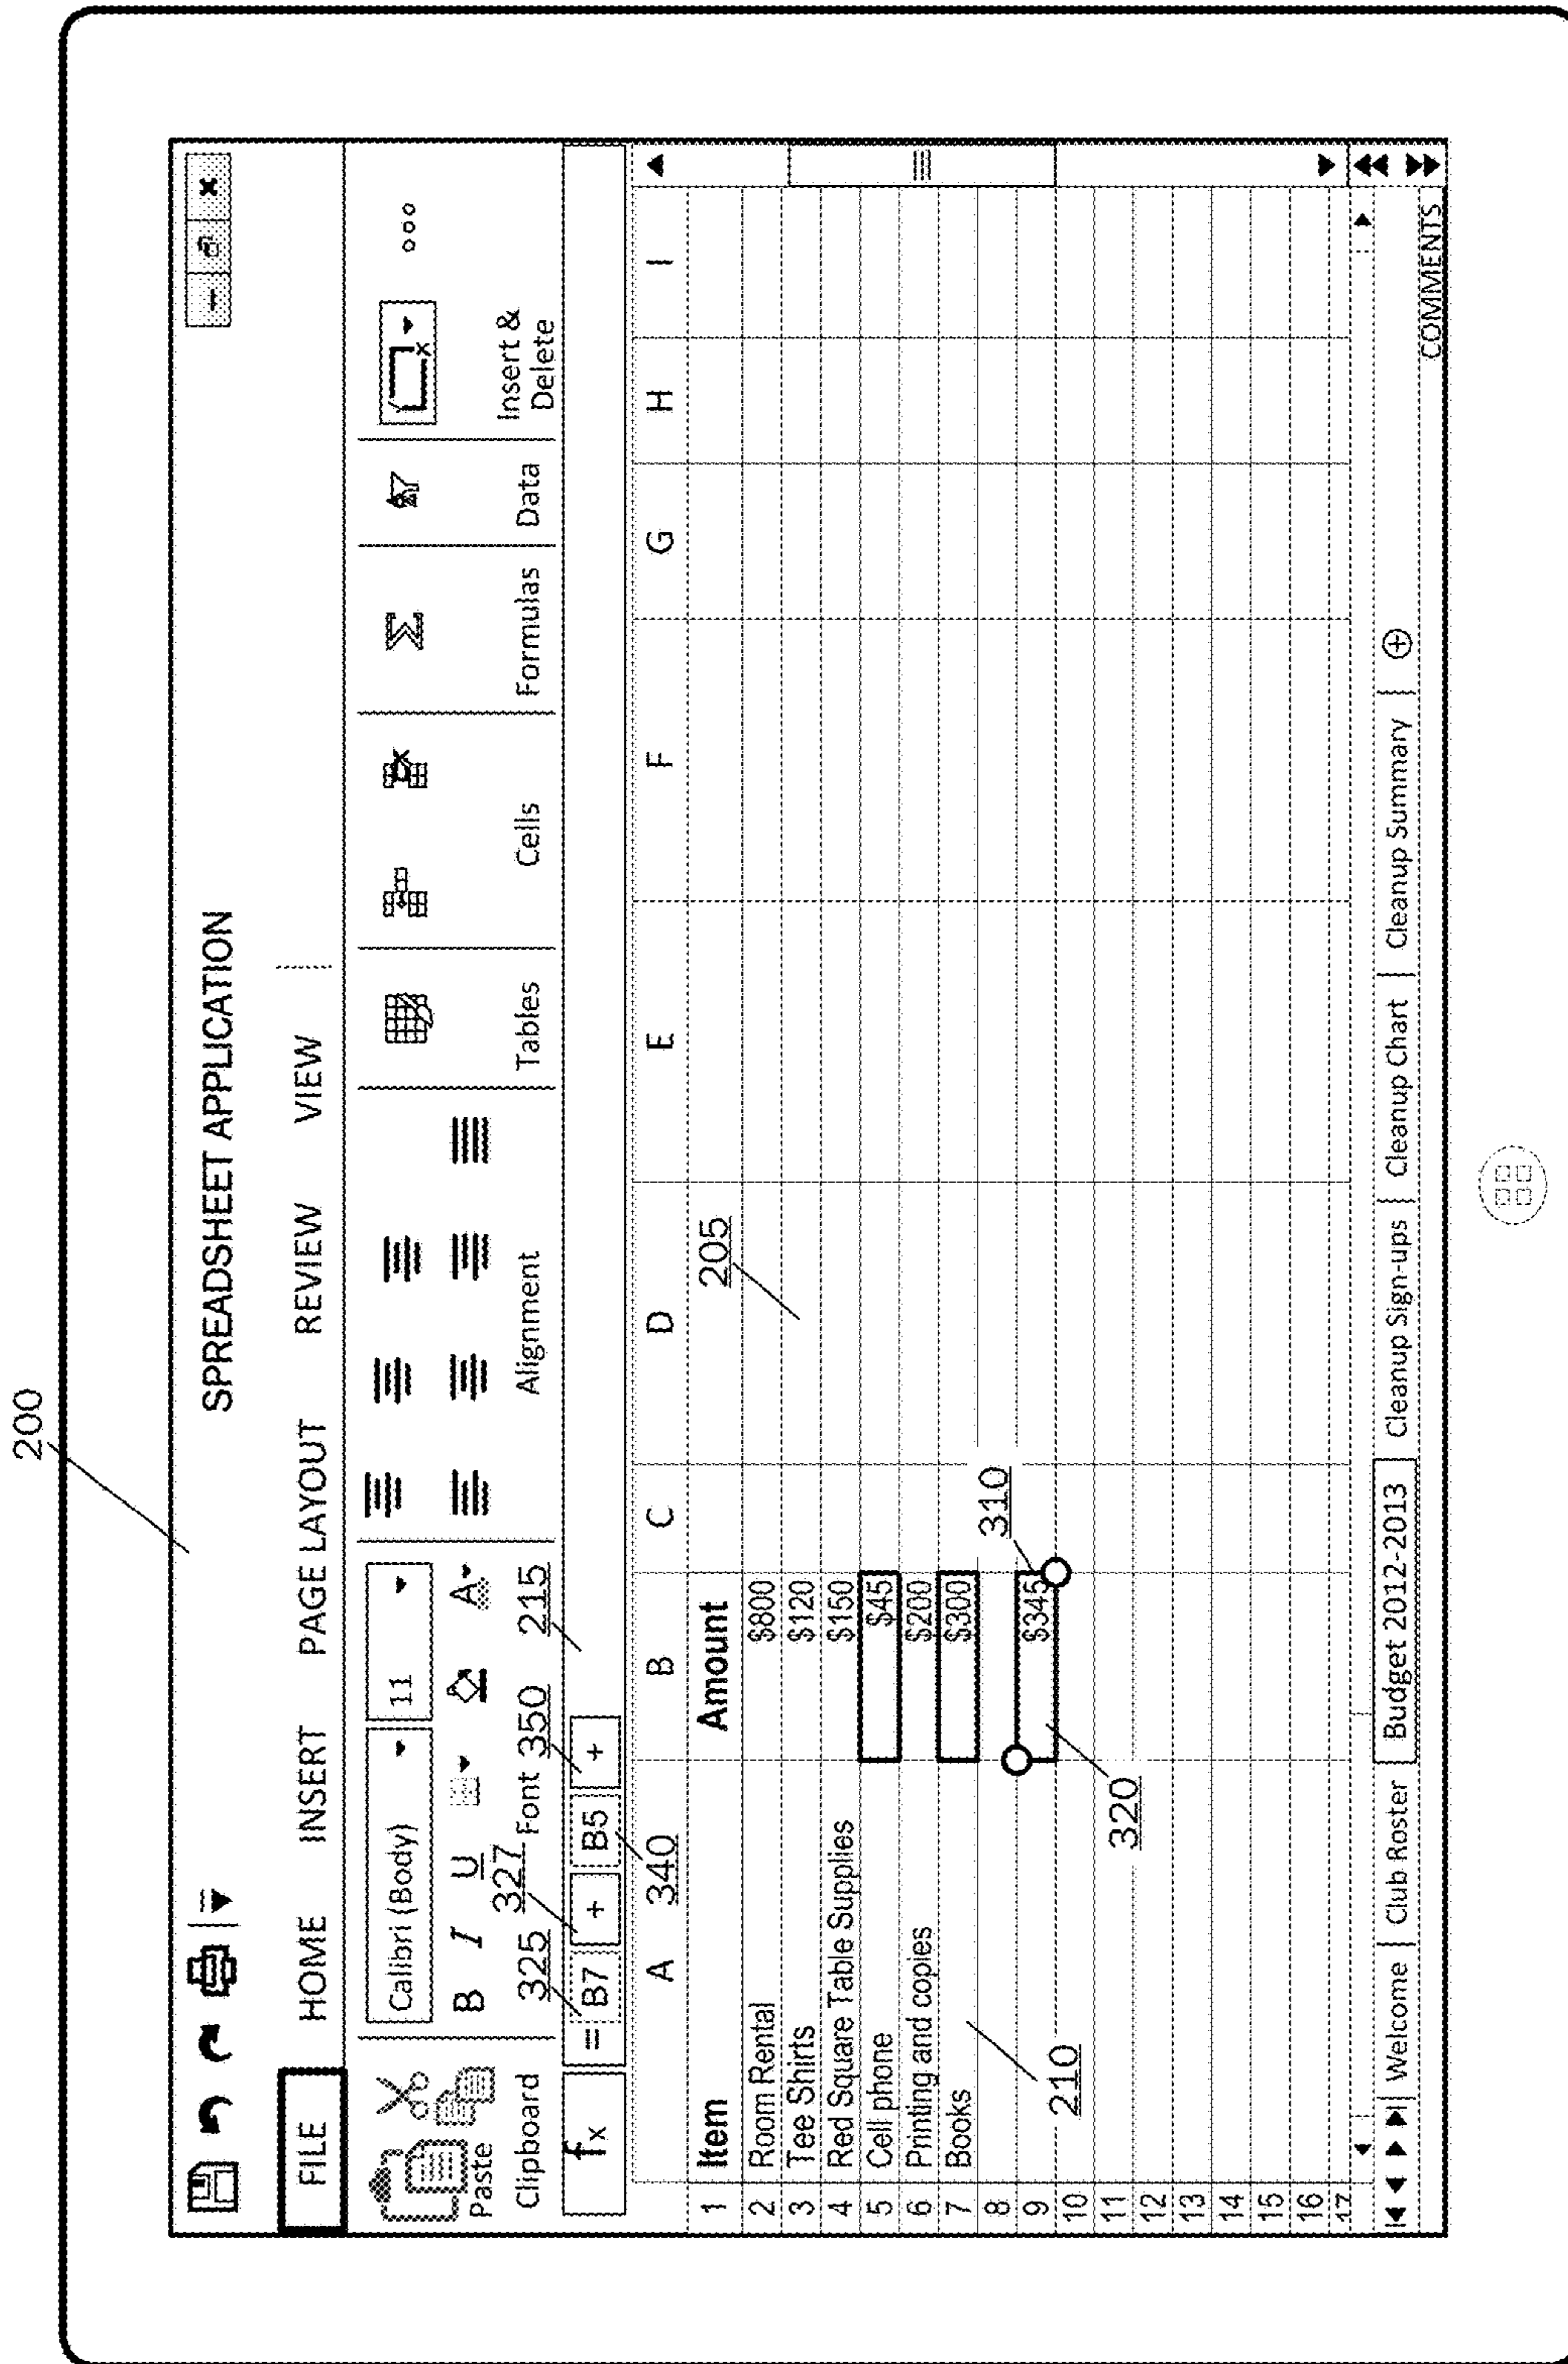 200
SPREADSHEET APPLICATION
FILE HOME INSERT PAGE LAYOUT REVIEW VIEW
Calibri (Body) 11
Paste B I U A
Clipboard 325 327 Font 350 215 Alignment Tables Cells Formulas Data Insert & Delete
fx = B7 + B5 +
340
A B C D E F G H I
1 Item Amount 205
2 Room Rental $800
3 Tee Shirts $120
4 Red Square Table Supplies $150
5 Cell phone $45
6 Printing and copies $200
7 Books $300
8 310
9 $345
10 210
11 320
12
13
14
15
16
17
Welcome Club Roster Budget 2012-2013 Cleanup Sign-ups Cleanup Chart Cleanup Summary
COMMENTS